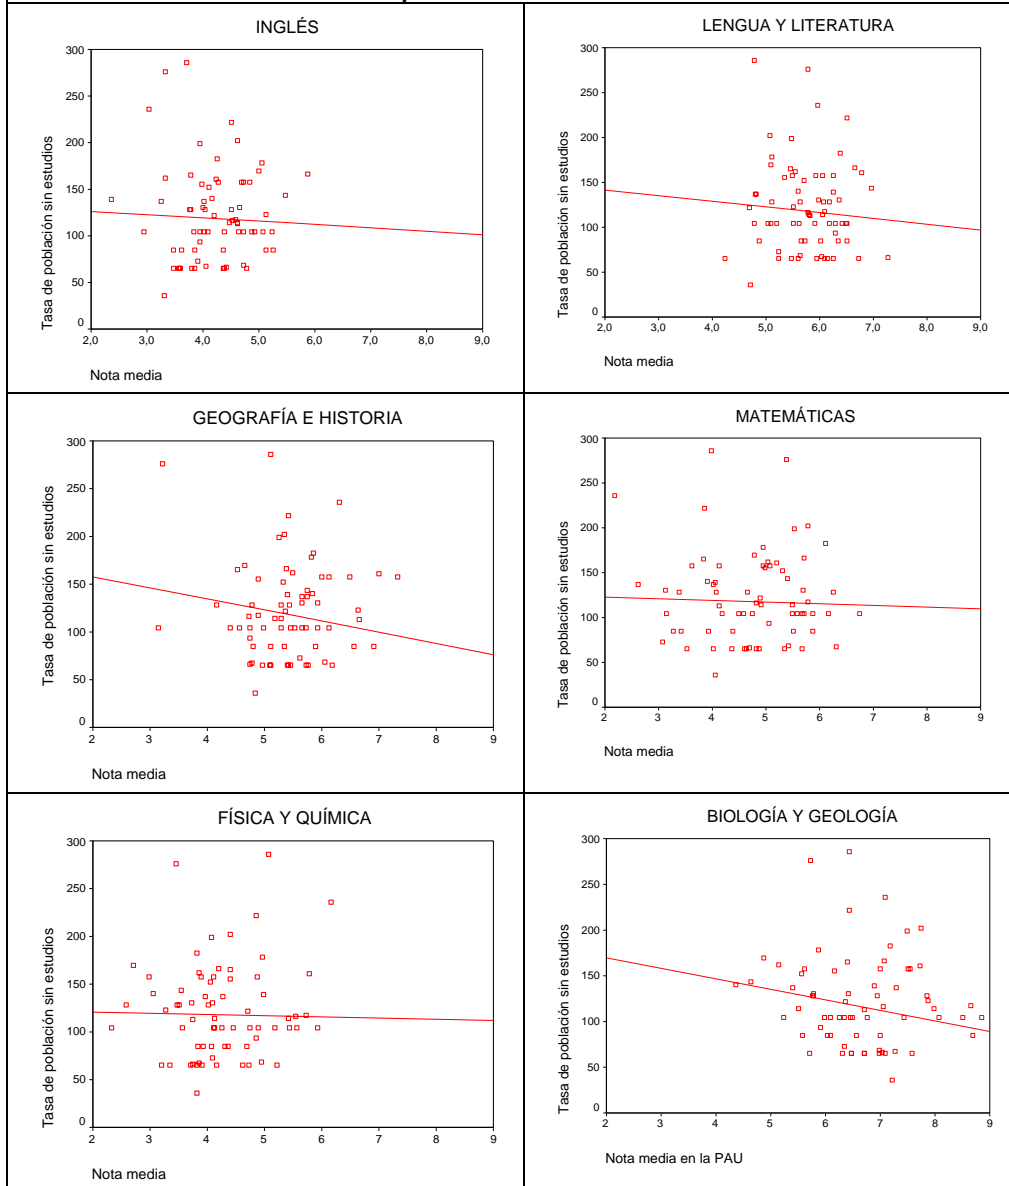 INGLÉS
Tasa de población sin estudios
300
250
200
150
100
50
0
2,0 3,0 4,0 5,0 6,0 7,0 8,0 9,0
Nota media
LENGUA Y LITERATURA
Tasa de población sin estudios
300
250
200
150
100
50
0
2,0 3,0 4,0 5,0 6,0 7,0 8,0 9,0
Nota media
GEOGRAFÍA E HISTORIA
Tasa de población sin estudios
300
250
200
150
100
50
0
2 3 4 5 6 7 8 9
Nota media
MATEMÁTICAS
Tasa de población sin estudios
300
250
200
150
100
50
0
2 3 4 5 6 7 8 9
Nota media
FÍSICA Y QUÍMICA
Tasa de población sin estudios
300
250
200
150
100
50
0
2 3 4 5 6 7 8 9
Nota media
BIOLOGÍA Y GEOLOGÍA
Tasa de población sin estudios
300
250
200
150
100
50
0
2 3 4 5 6 7 8 9
Nota media en la PAU